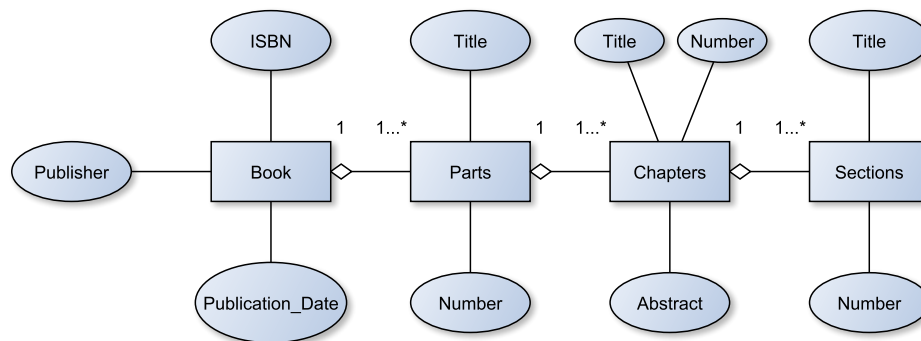 ISBN
Title
Title
Number
Title
1
1...*
1
1...*
1
1...*
Publisher
Book
Parts
Chapters
Sections
Publication_Date
Number
Abstract
Number